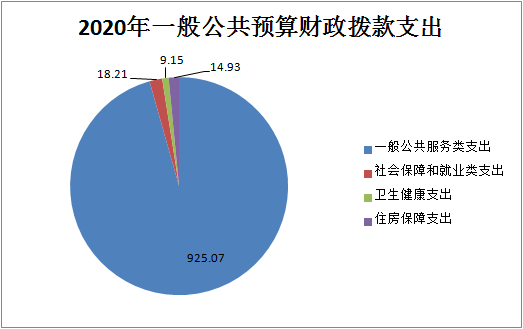 2020年一般公共预算财政拨款支出
9.15
18.21
14.93
925.07
一般公共服务类支出
社会保障和就业类支出
卫生健康支出
住房保障支出